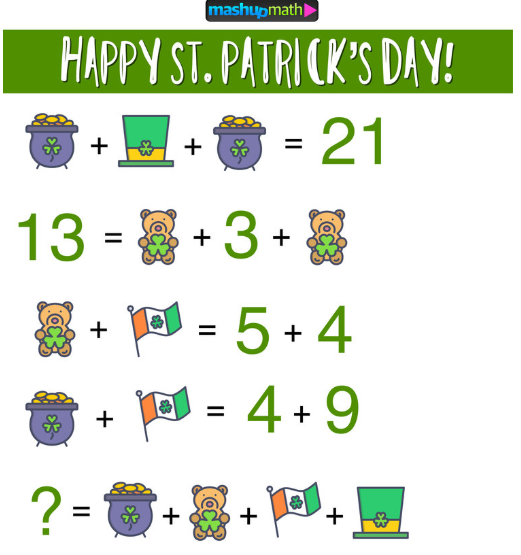 mashupmath
HAPPY ST. PATRICK'S DAY!
+ + = 21
13 = + 3 +
+ = 5 + 4
+ = 4 + 9
? = + + +